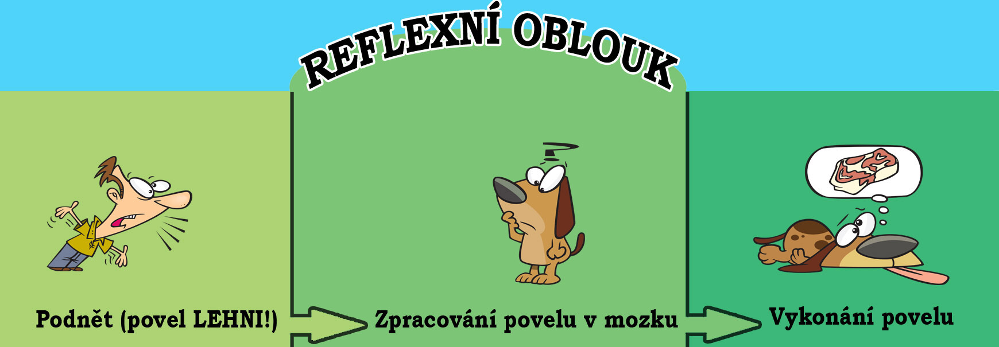 REFLEXNÍ OBLOUK
Podnět (povel LEHNI!)
Zpracování povelu v mozku
Vykonání povelu